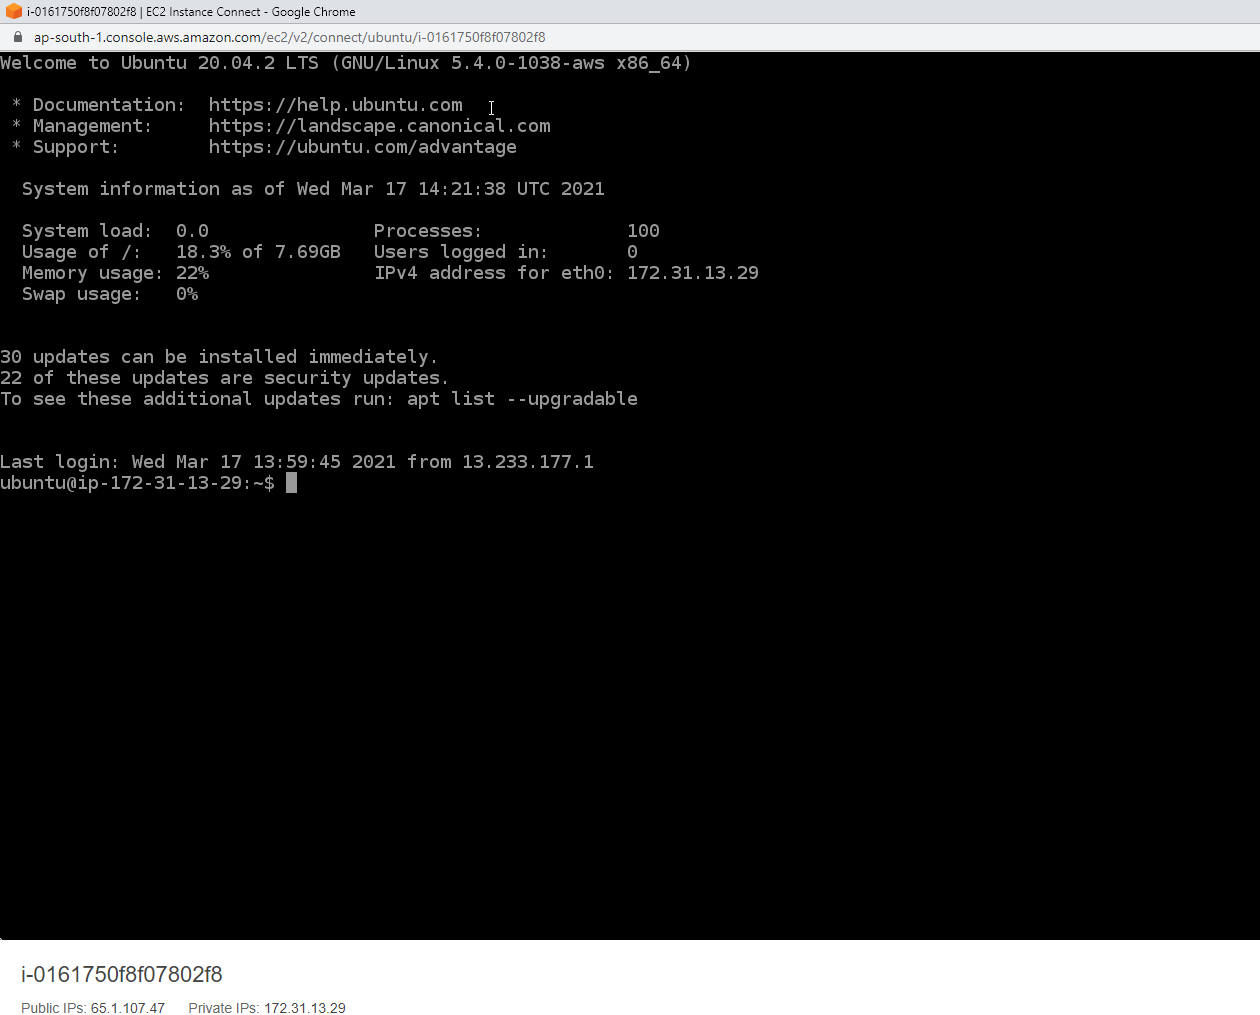 i-0161750f8f07802f8 | EC2 Instance Connect - Google Chrome
ap-south-1.console.aws.amazon.com/ec2/v2/connect/ubuntu/i-0161750f8f07802f8
Welcome to Ubuntu 20.04.2 LTS (GNU/Linux 5.4.0-1038-aws x86_64)
* Documentation:  https://help.ubuntu.com
* Management:     https://landscape.canonical.com
* Support:        https://ubuntu.com/advantage
System information as of Wed Mar 17 14:21:38 UTC 2021
System load:  0.0               Processes:             100
Usage of /:   18.3% of 7.69GB   Users logged in:       0
Memory usage: 22%               IPv4 address for eth0: 172.31.13.29
Swap usage:   0%
30 updates can be installed immediately.
22 of these updates are security updates.
To see these additional updates run: apt list --upgradable
Last login: Wed Mar 17 13:59:45 2021 from 13.233.177.1
ubuntu@ip-172-31-13-29:~$
i-0161750f8f07802f8
Public IPs: 65.1.107.47     Private IPs: 172.31.13.29